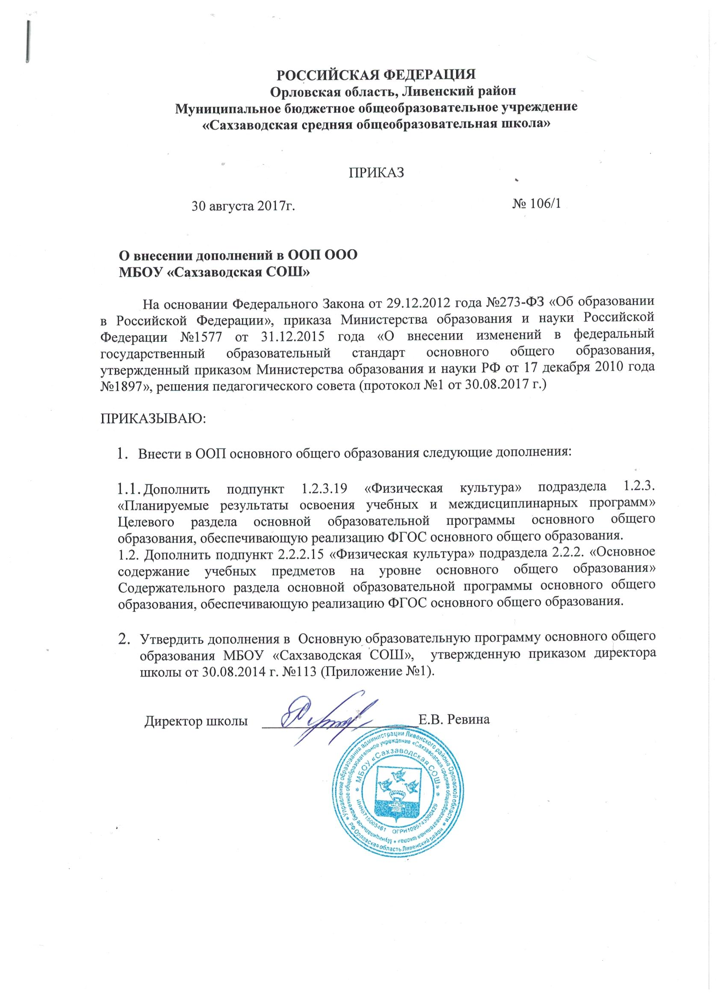 РОССИЙСКАЯ ФЕДЕРАЦИЯ
Орловская область, Ливенский район
Муниципальное бюджетное общеобразовательное учреждение
«Сахзаводская средняя общеобразовательная школа»
ПРИКАЗ
30 августа 2017г. № 106/1
О внесении дополнений в ООП ООО
МБОУ «Сахзаводская СОШ»
На основании Федерального Закона от 29.12.2012 года №273-ФЗ «Об образовании
в Российской Федерации», приказа Министерства образования и науки Российской
Федерации №1577 от 31.12.2015 года «О внесении изменений в федеральный
государственный образовательный стандарт основного общего образования,
утвержденный приказом Министерства образования и науки РФ от 17 декабря 2010 года
№1897», решения педагогического совета (протокол №1 от 30.08.2017 г.)
ПРИКАЗЫВАЮ:
1. Внести в ООП основного общего образования следующие дополнения:
1.1. Дополнить подпункт 1.2.3.19 «Физическая культура» подраздела 1.2.3.
«Планируемые результаты освоения учебных и междисциплинарных программ»
Целевого раздела основной образовательной программы основного общего
образования, обеспечивающую реализацию ФГОС основного общего образования.
1.2. Дополнить подпункт 2.2.2.15 «Физическая культура» подраздела 2.2.2. «Основное
содержание учебных предметов на уровне основного общего образования»
Содержательного раздела основной образовательной программы основного общего
образования, обеспечивающую реализацию ФГОС основного общего образования.
2. Утвердить дополнения в Основную образовательную программу основного общего
образования МБОУ «Сахзаводская СОШ», утвержденную приказом директора
школы от 30.08.2014 г. №113 (Приложение №1).
Директор школы Е.В. Ревина
* Управление образования администрации Ливенского района Орловской области *
РФ Орловская область Ливенский район
* Муниципальное бюджетное общеобразовательное учреждение «Сахзаводская средняя общеобразовательная школа»
* МБОУ «Сахзаводская СОШ» *
ИНН5715005461 ОГРН1095743000429